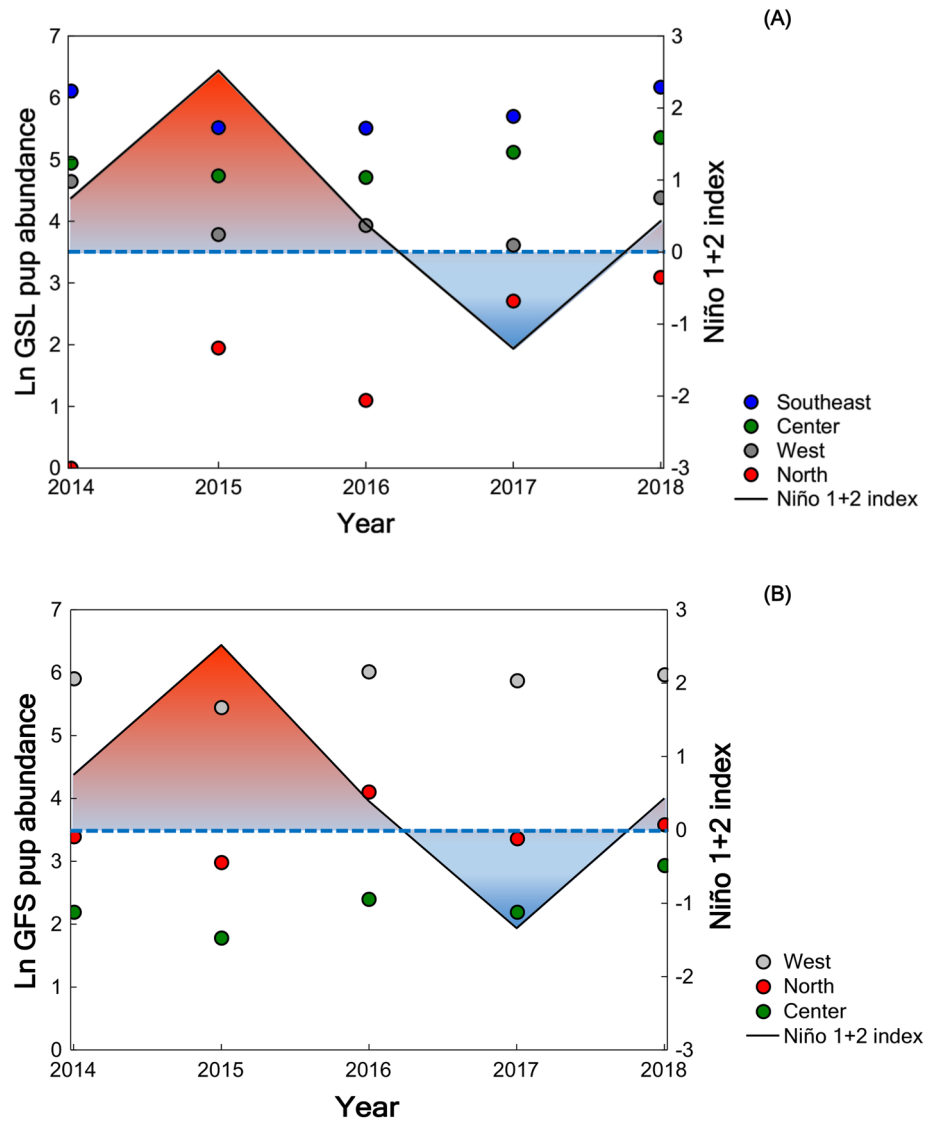 (A)
7
6
5
4
3
2
1
0
Ln GSL pup abundance
3
2
1
0
-1
-2
-3
Niño 1+2 index
2014 2015 2016 2017 2018
Year
Southeast
Center
West
North
Niño 1+2 index
(B)
7
6
5
4
3
2
1
0
Ln GFS pup abundance
3
2
1
0
-1
-2
-3
Niño 1+2 index
2014 2015 2016 2017 2018
Year
West
North
Center
Niño 1+2 index